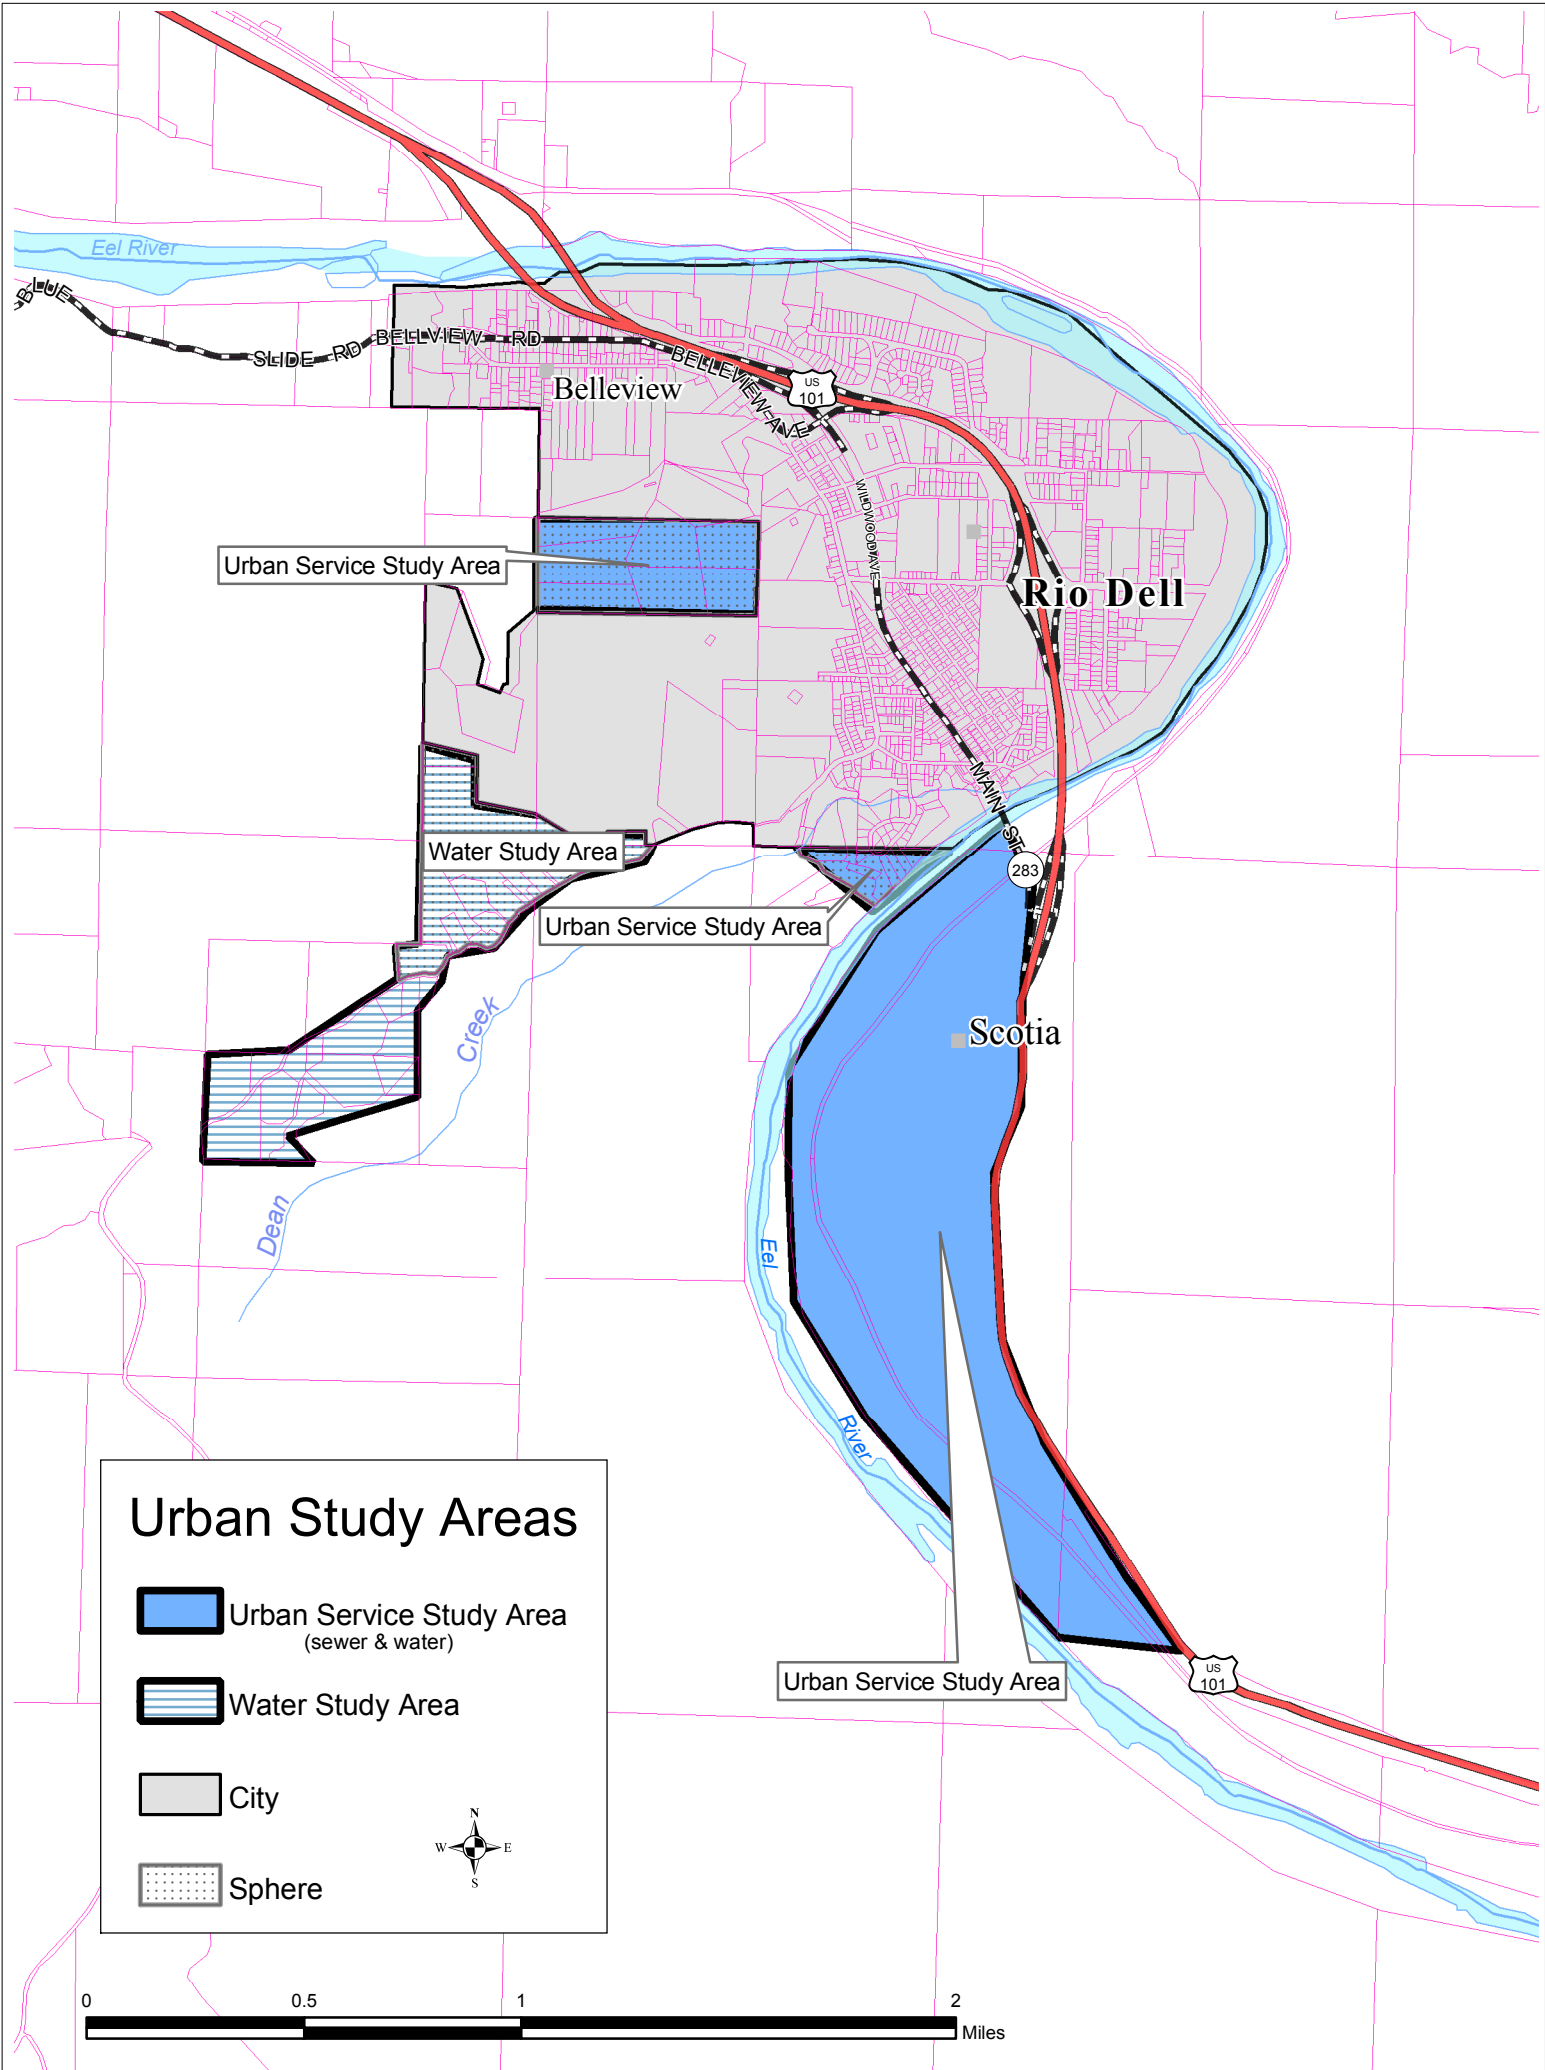 Eel River
BLUE
SLIDE RD
BELLVIEW RD
BELLEVIEW AVE
Belleview
US
101
WILDWOOD AVE
Urban Service Study Area
Rio Dell
MAIN ST
283
Water Study Area
Urban Service Study Area
Scotia
Dean Creek
Eel River
Urban Service Study Area
US
101
Urban Study Areas
Urban Service Study Area
(sewer & water)
Water Study Area
City
Sphere
N
W E
S
0 0.5 1 2
Miles